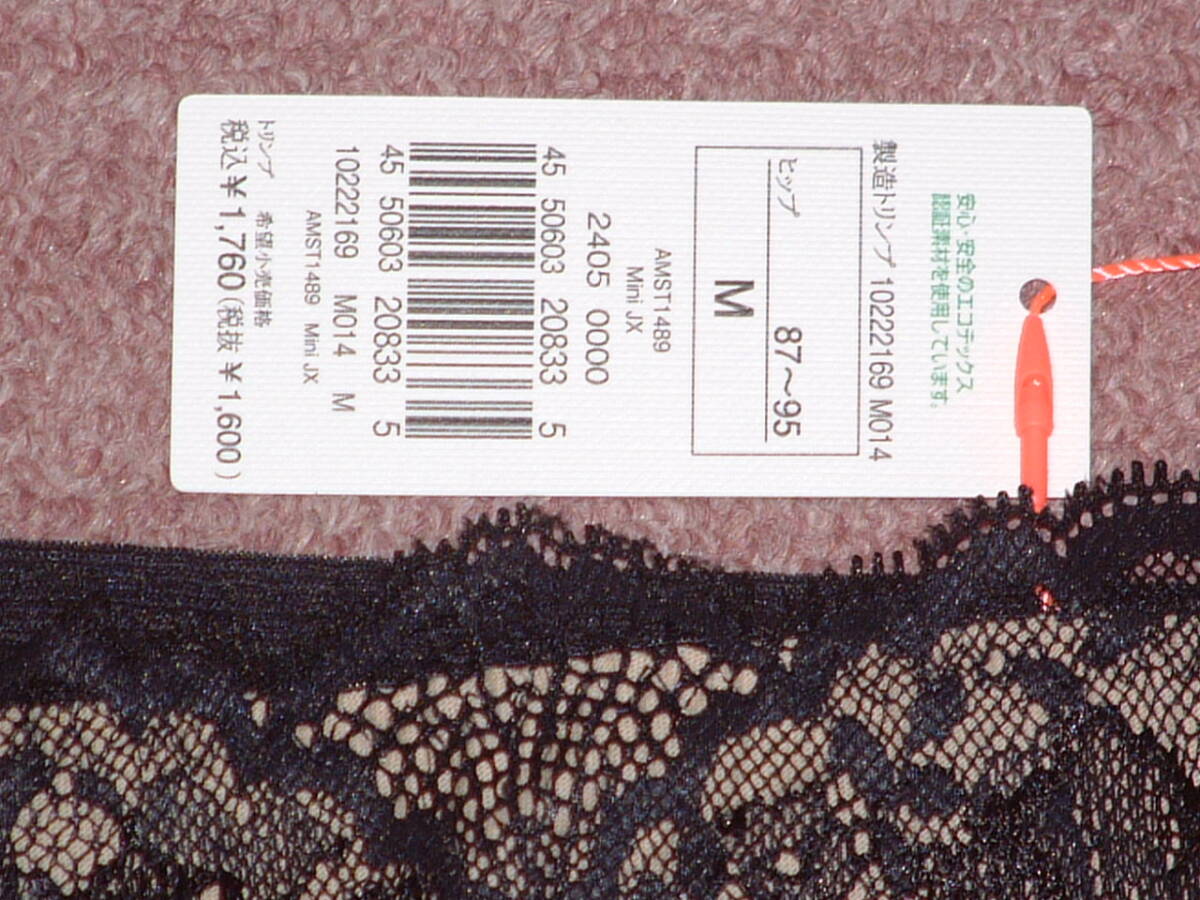 安心・安全のエコテックス
認証素材を使用しています。
製造トリンプ 10222169 M014
ヒップ 87〜95
M
AMST1489
Mini JX
2405 0000
45 50603 20833 5
45 50603 20833 5
10222169 M014 M
AMST1489 Mini JX
トリンプ 希望小売価格
税込¥1,760(税抜¥1,600)